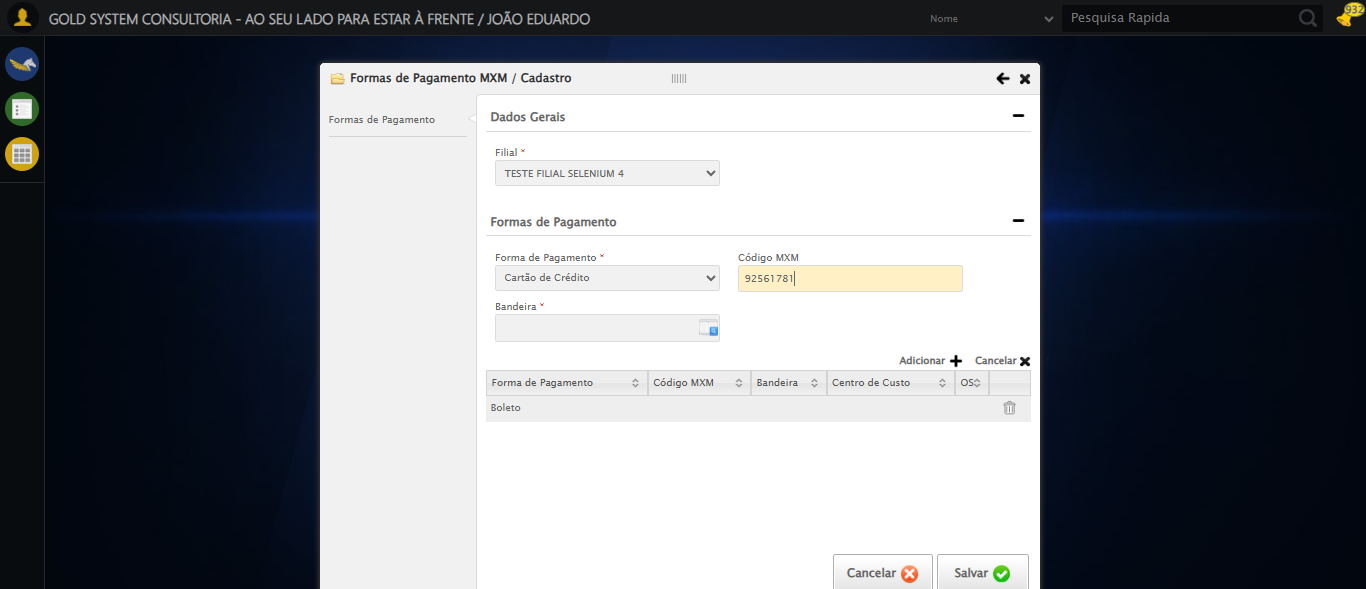 GOLD SYSTEM CONSULTORIA - AO SEU LADO PARA ESTAR À FRENTE / JOÃO EDUARDO
Nome
Pesquisa Rapida
932
Formas de Pagamento MXM / Cadastro
Formas de Pagamento
Dados Gerais
Filial *
TESTE FILIAL SELENIUM 4
Formas de Pagamento
Forma de Pagamento * Código MXM
Cartão de Crédito 92561781
Bandeira *
Adicionar Cancelar
Forma de Pagamento Código MXM Bandeira Centro de Custo OS
Boleto
Cancelar Salvar